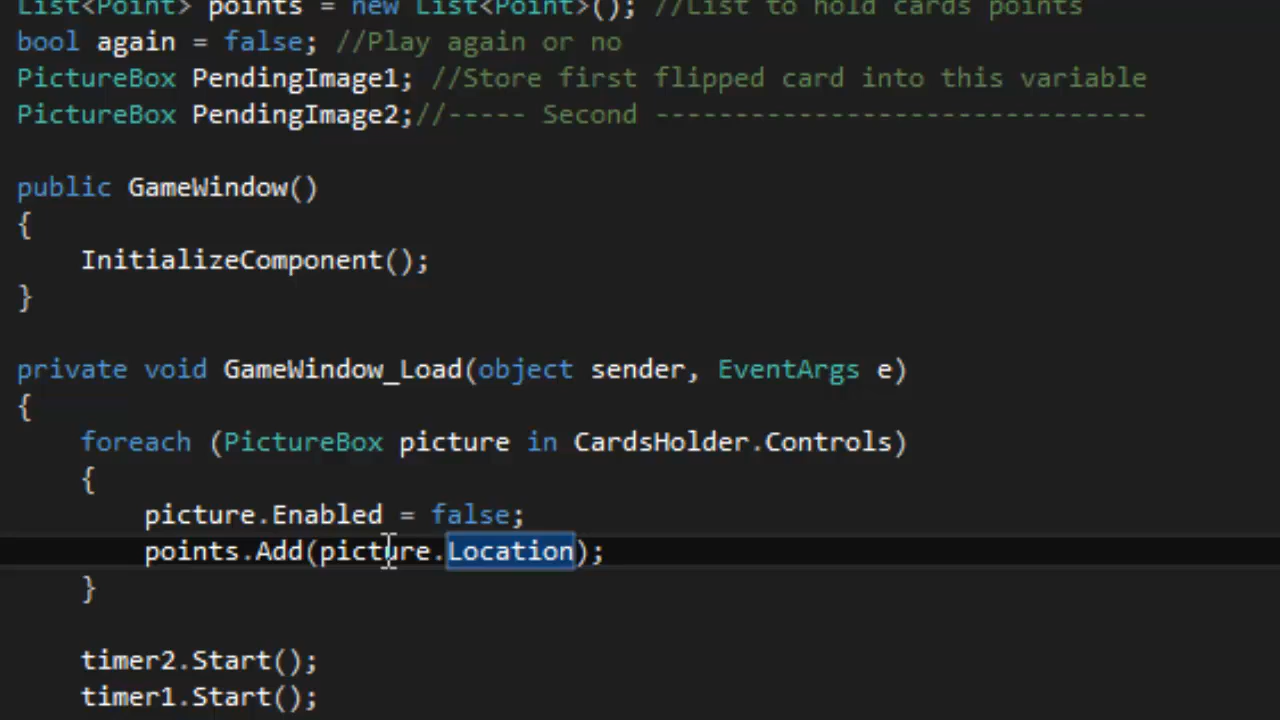 List<Point> points = new List<Point>(); //List to hold cards points
bool again = false; //Play again or no
PictureBox PendingImage1; //Store first flipped card into this variable
PictureBox PendingImage2;//----- Second -------------------------------
public GameWindow()
{
InitializeComponent();
}
private void GameWindow_Load(object sender, EventArgs e)
{
foreach (PictureBox picture in CardsHolder.Controls)
{
picture.Enabled = false;
points.Add(picture.Location);
}
timer2.Start();
timer1.Start();